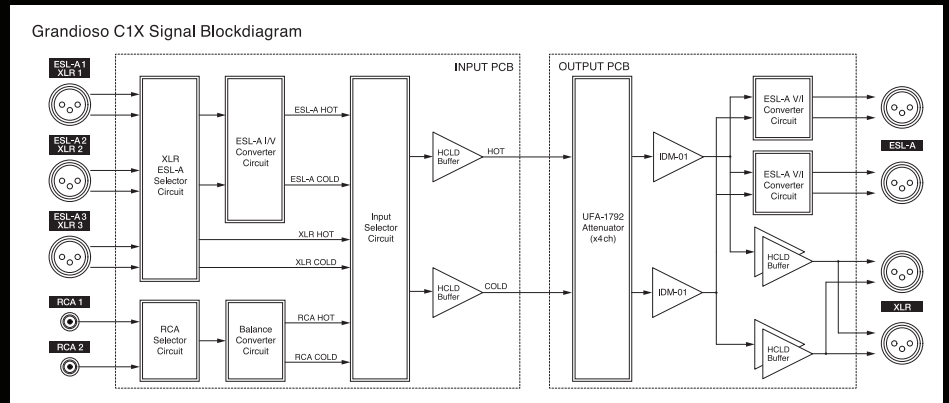 Grandioso C1X Signal Blockdiagram
INPUT PCB
OUTPUT PCB
ESL-A1
XLR 1
ESL-A2
XLR 2
ESL-A3
XLR 3
RCA 1
RCA 2
XLR
ESL-A
Selector
Circuit
RCA
Selector
Circuit
ESL-A I/V
Converter
Circuit
Balance
Converter
Circuit
ESL-A HOT
ESL-A COLD
XLR HOT
XLR COLD
RCA HOT
RCA COLD
Input
Selector
Circuit
HCLD
Buffer
HOT
HCLD
Buffer
COLD
UFA-1792
Attenuator
(x4ch)
IDM-01
IDM-01
ESL-A V/I
Converter
Circuit
ESL-A V/I
Converter
Circuit
HCLD
Buffer
HCLD
Buffer
ESL-A
XLR